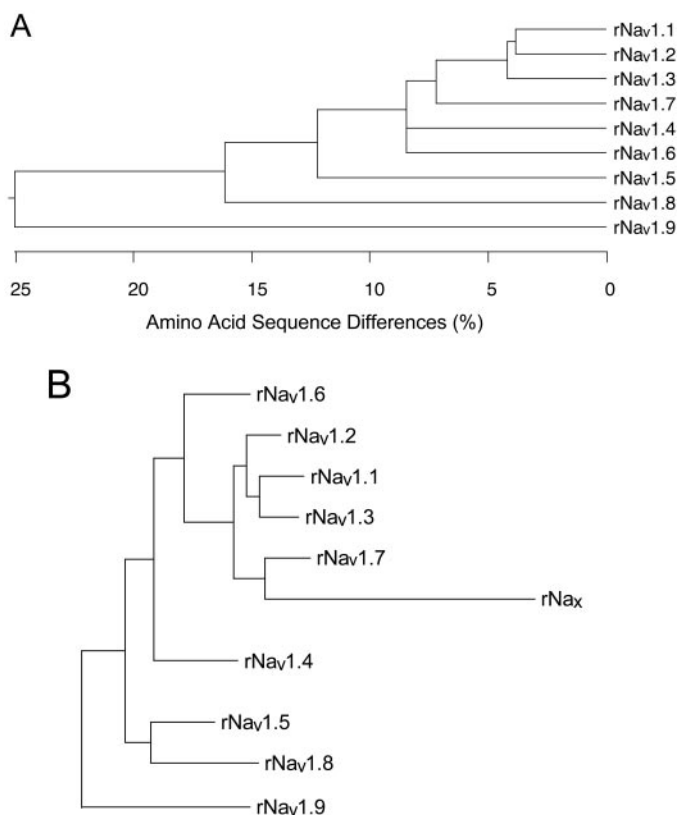 A
rNav1.1
rNav1.2
rNav1.3
rNav1.7
rNav1.4
rNav1.6
rNav1.5
rNav1.8
rNav1.9
25 20 15 10 5 0
Amino Acid Sequence Differences (%)
B
rNav1.6
rNav1.2
rNav1.1
rNav1.3
rNav1.7
rNax
rNav1.4
rNav1.5
rNav1.8
rNav1.9